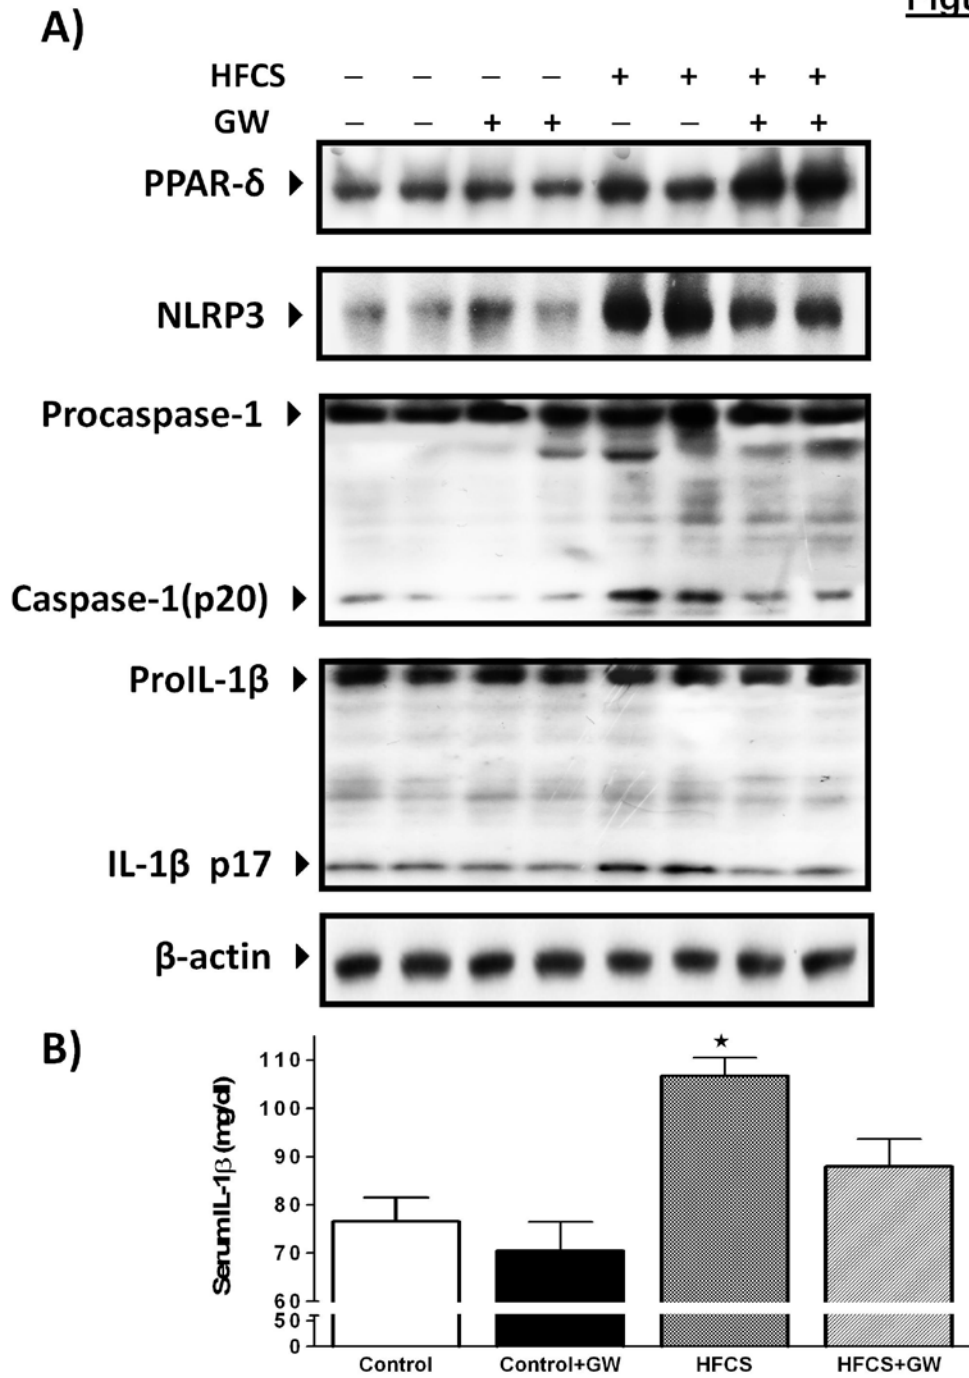 Figu
A)
HFCS – – – – + + + +
GW – – + + – – + +
PPAR-δ
NLRP3
Procaspase-1
Caspase-1(p20)
ProIL-1β
IL-1β p17
β-actin
B)
Serum IL-1β (mg/dl)
110
100
90
80
70
60
50
0
★
Control Control+GW HFCS HFCS+GW